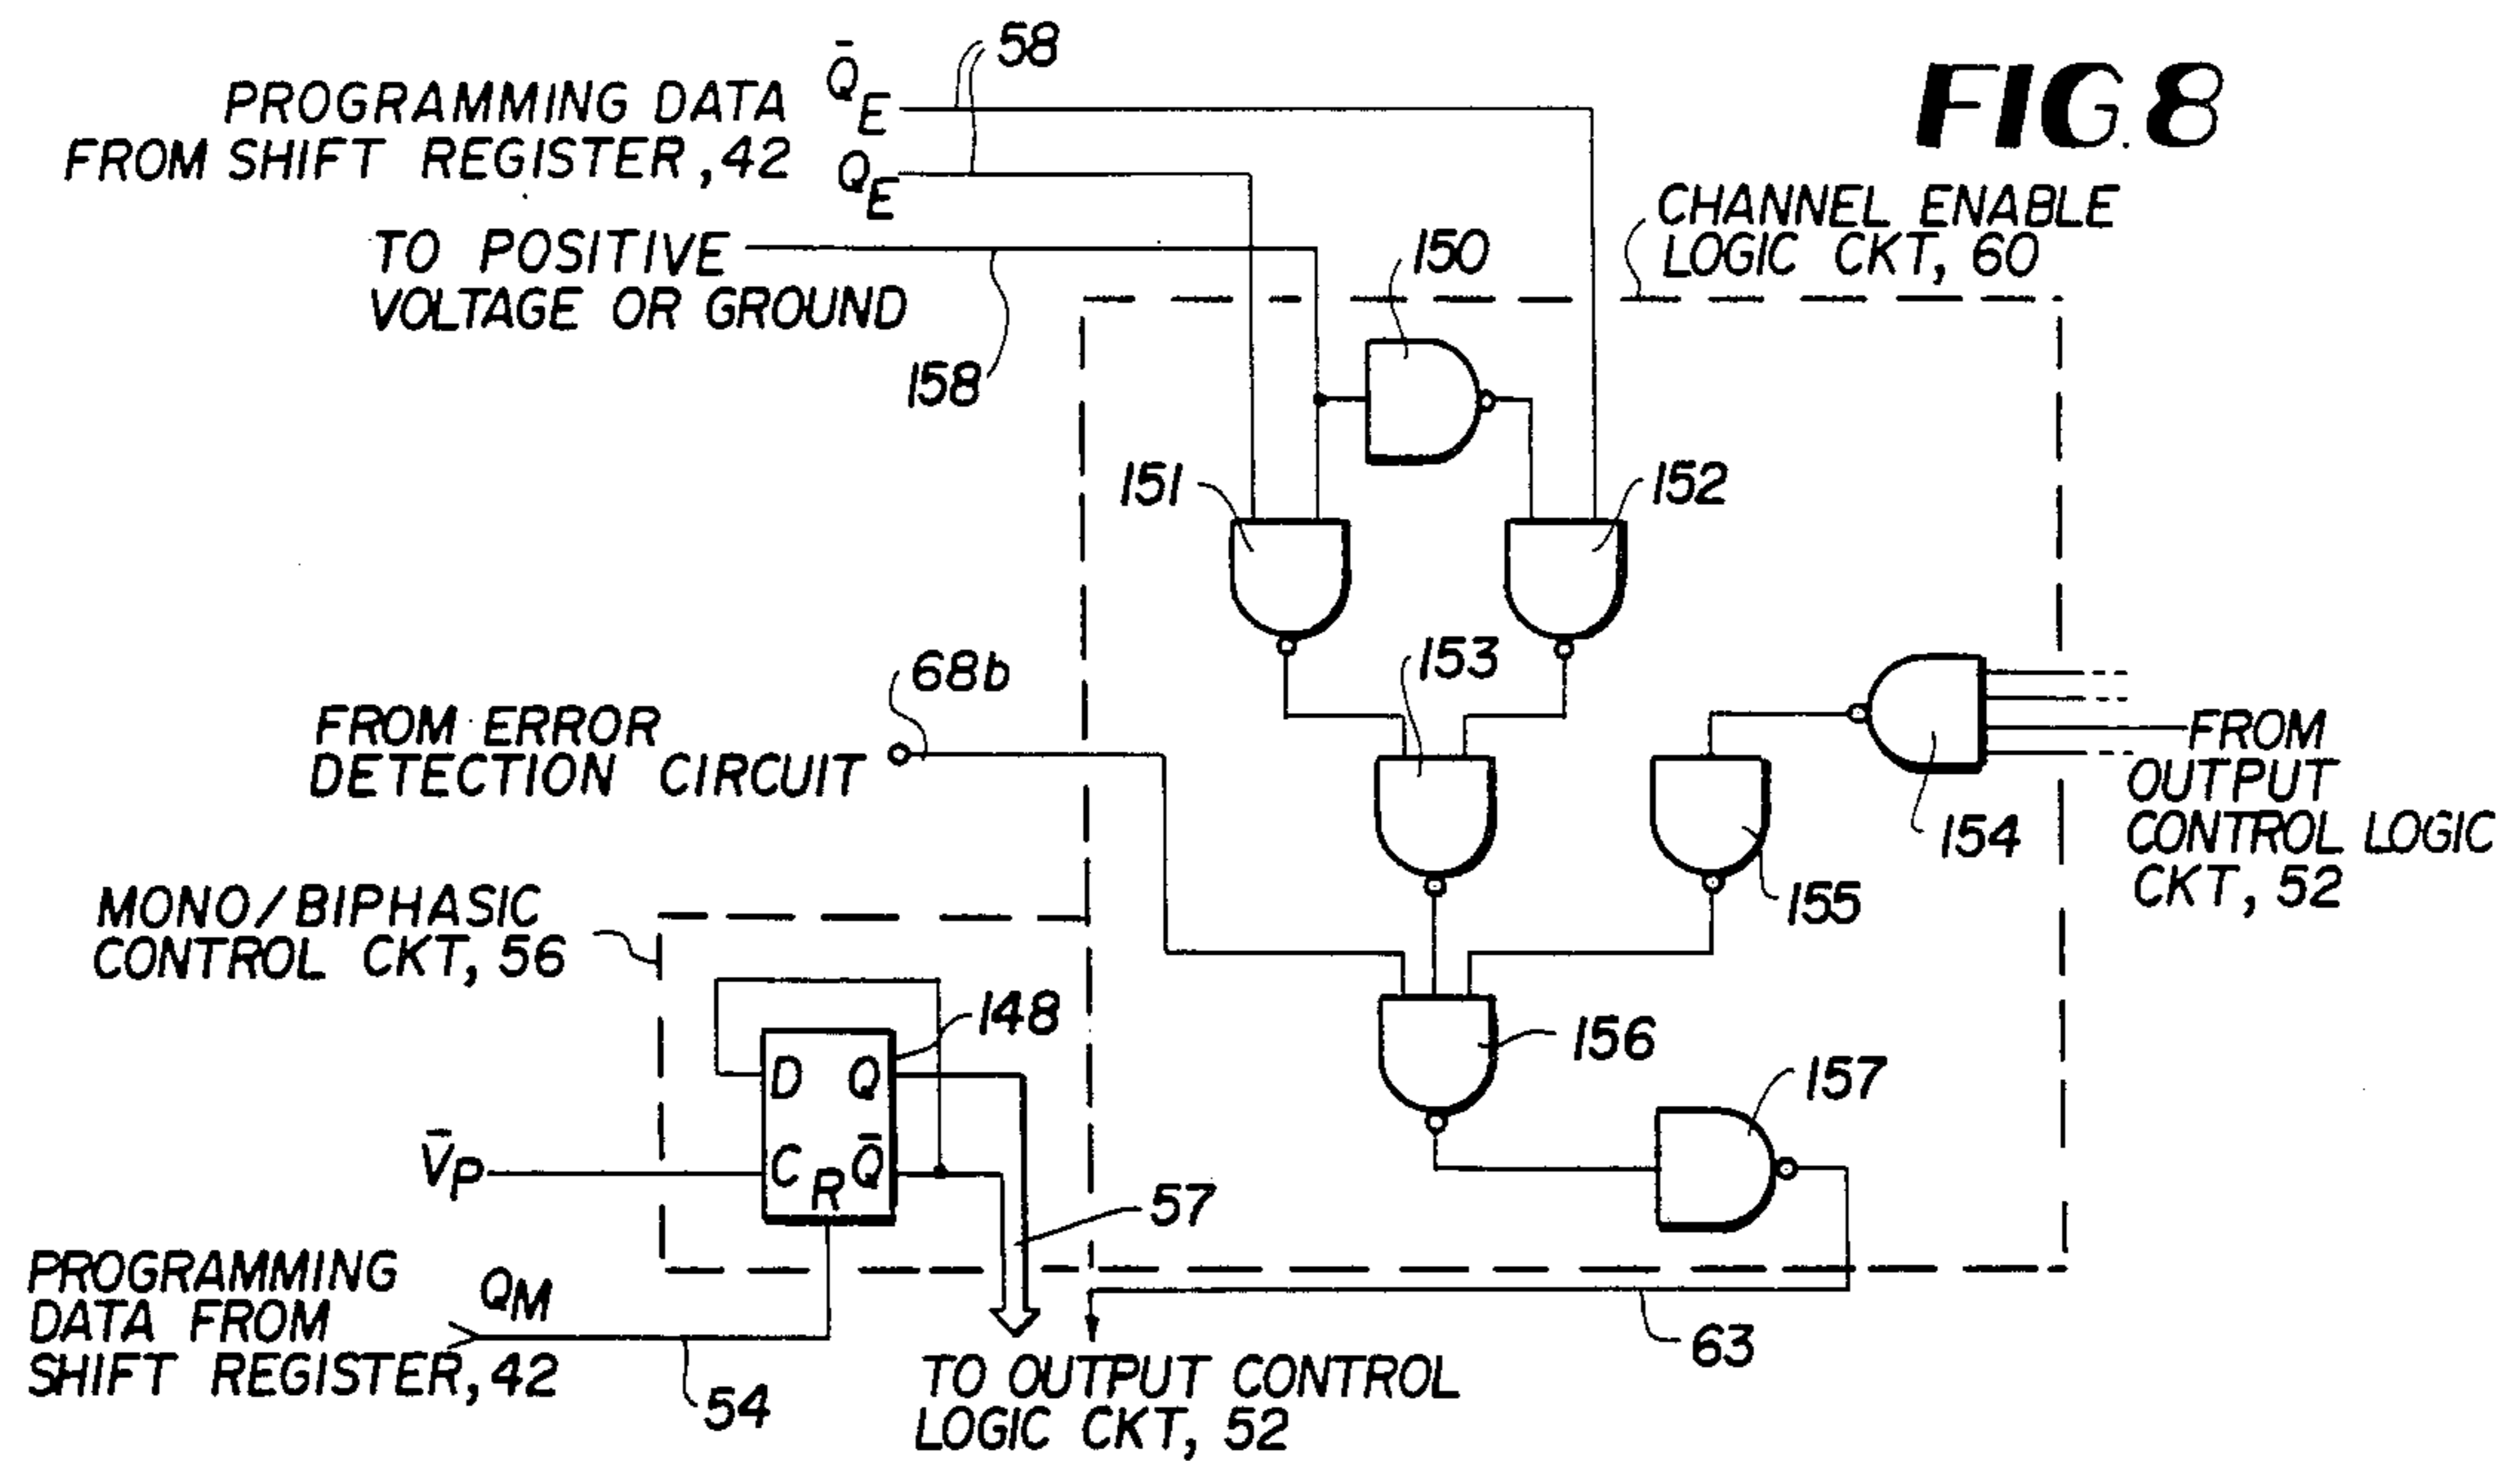 FIG. 8
58
Q̄E
PROGRAMMING DATA
FROM SHIFT REGISTER, 42
QE
TO POSITIVE
VOLTAGE OR GROUND
158
CHANNEL ENABLE
LOGIC CKT, 60
150
151
152
153
68b
FROM ERROR
DETECTION CIRCUIT
FROM
OUTPUT
CONTROL LOGIC
CKT, 52
154
155
MONO/BIPHASIC
CONTROL CKT, 56
148
D Q
C R Q̄
156
157
V̄P
57
PROGRAMMING
DATA FROM
SHIFT REGISTER, 42
QM
54
63
TO OUTPUT CONTROL
LOGIC CKT, 52